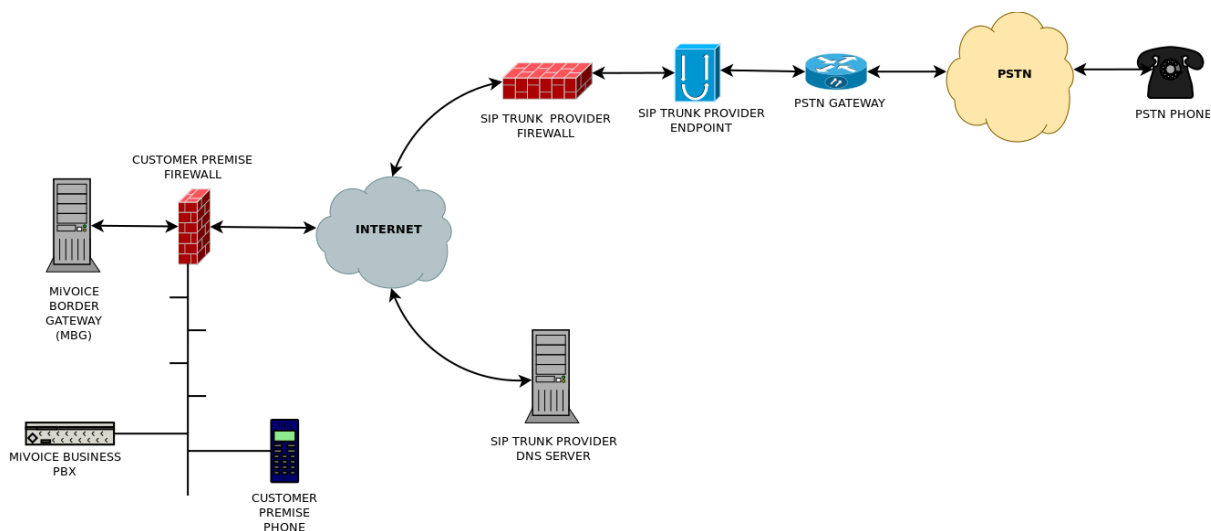 PSTN
SIP TRUNK PROVIDER
FIREWALL
SIP TRUNK PROVIDER
ENDPOINT
PSTN GATEWAY
PSTN PHONE
CUSTOMER PREMISE
FIREWALL
INTERNET
MiVOICE
BORDER
GATEWAY
(MBG)
SIP TRUNK PROVIDER
DNS SERVER
MiVOICE BUSINESS
PBX
CUSTOMER
PREMISE
PHONE